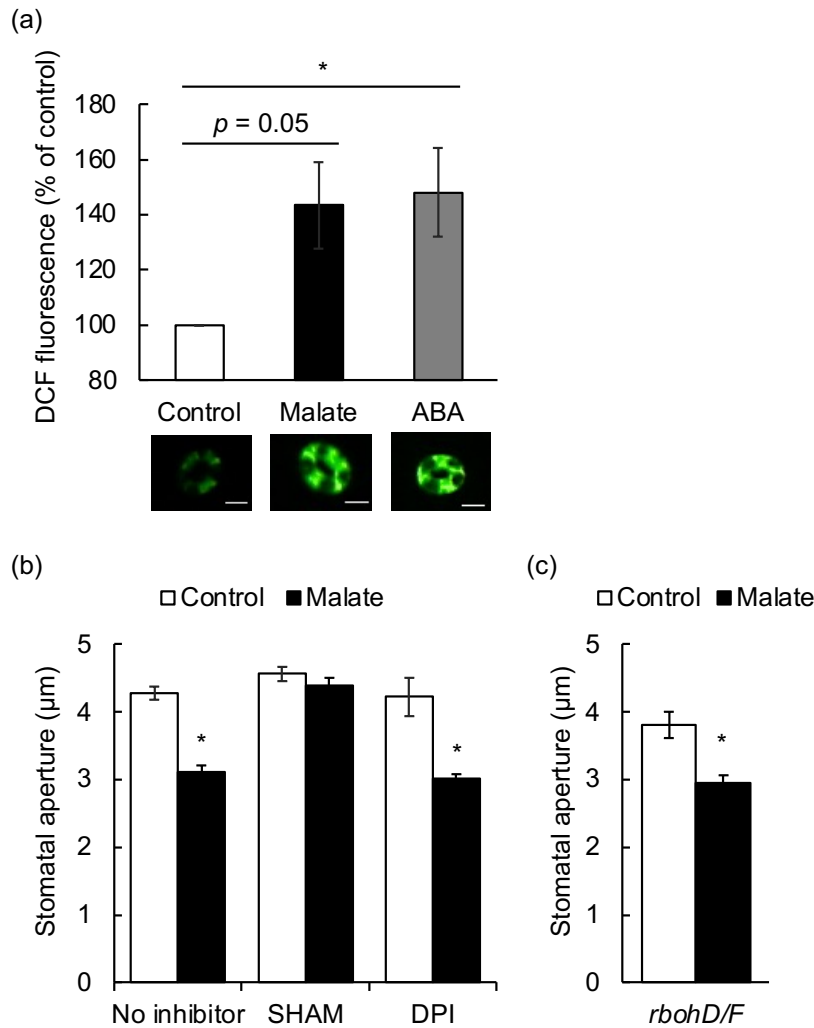 (a)
*
p = 0.05
180
160
140
120
100
80
DCF fluorescence (% of control)
Control Malate ABA
(b)
Control Malate
5
4
3
2
1
0
Stomatal aperture (µm)
*
*
No inhibitor SHAM DPI
(c)
Control Malate
5
4
3
2
1
0
Stomatal aperture (µm)
*
rbohD/F